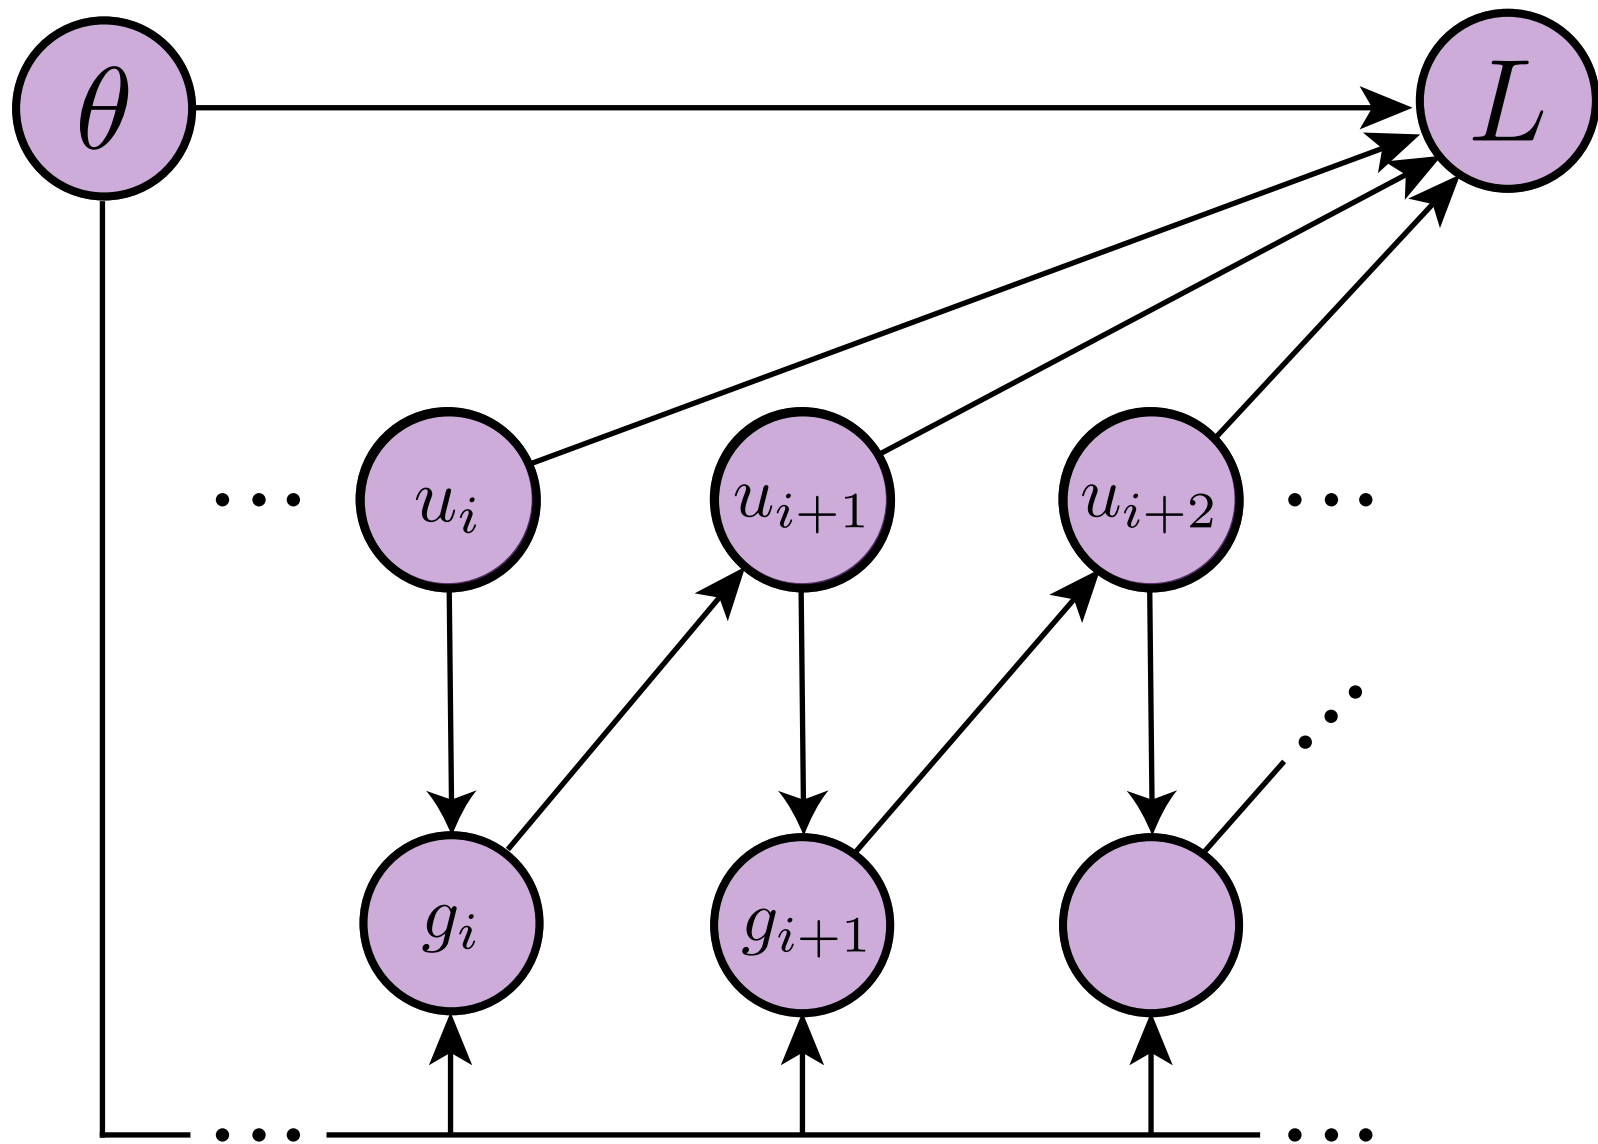 θ
L
… u_i u_{i+1} u_{i+2} …
g_i g_{i+1}
… …